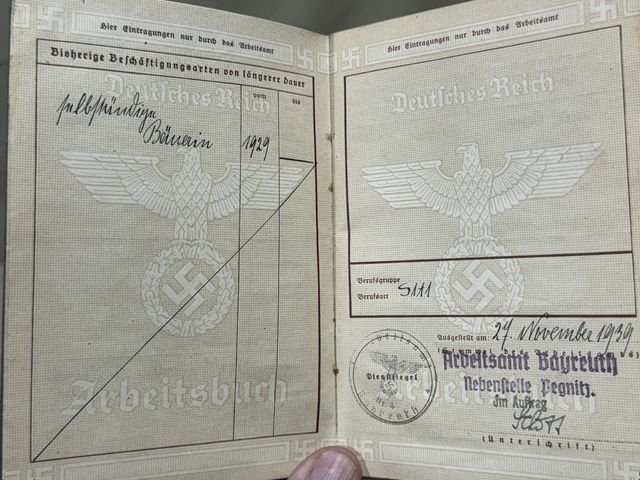 Hier Eintragungen nur durch das Arbeitsamt
Bisherige Beschäftigungsarten von längerer Dauer
vom
bis
selbständige
Bäuerin
1929
Deutsches Reich
Arbeitsbuch
Hier Eintragungen nur durch das Arbeitsamt
Deutsches Reich
Berufsgruppe
Berufsart
Ausgestellt am: 27. November 1939
Arbeitsamt Bayreuth
Nebenstelle Pegnitz.
Im Auftrag
(Unterschrift)
Dienstsiegel